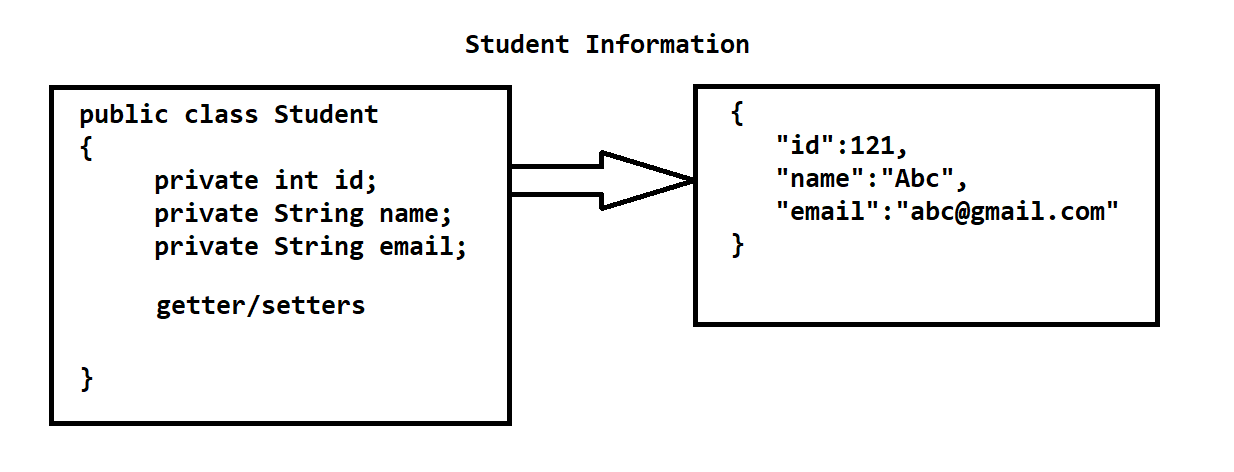 Student Information
public class Student
{
private int id;
private String name;
private String email;
getter/setters
}
{
"id":121,
"name":"Abc",
"email":"abc@gmail.com"
}